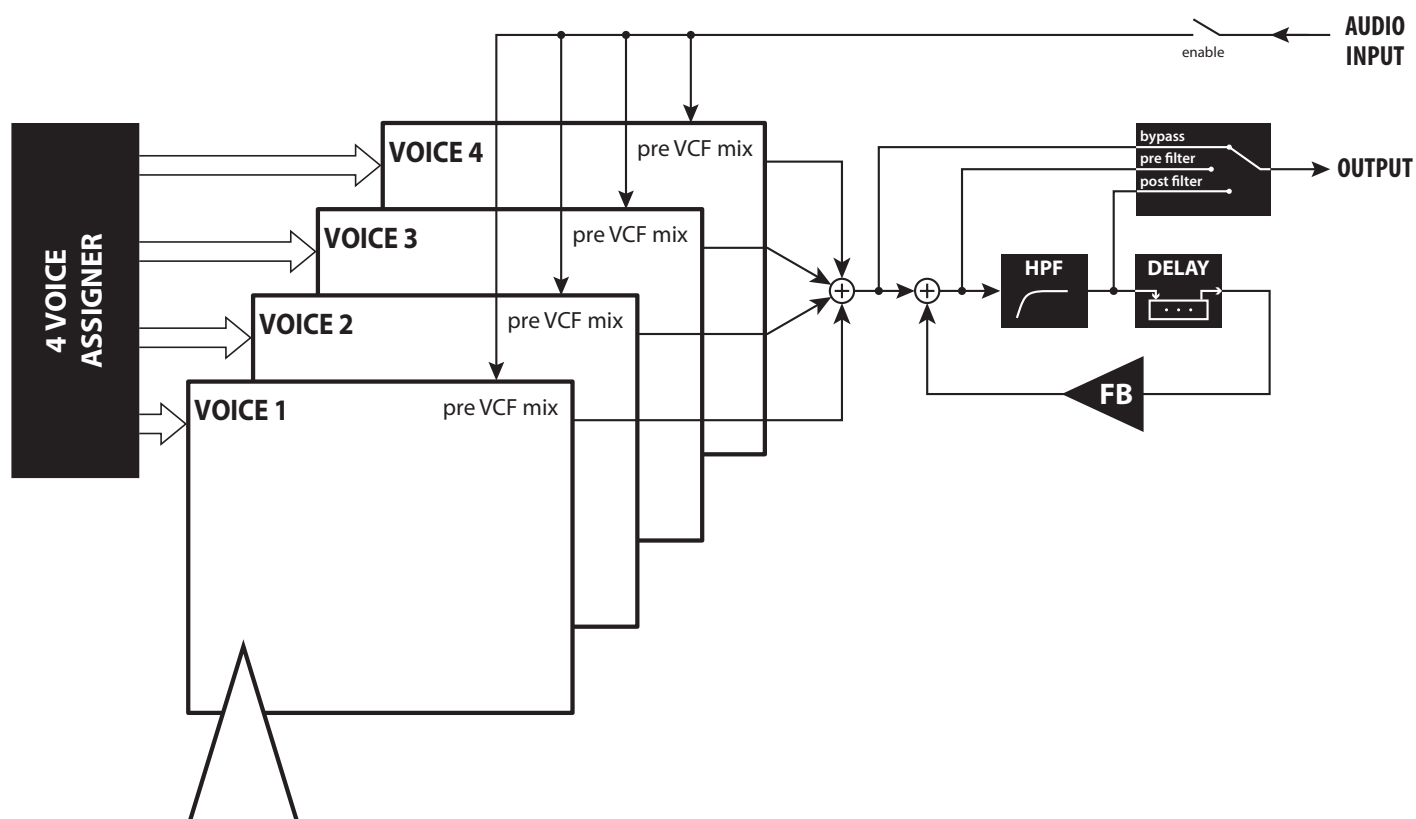 AUDIO
INPUT
enable
4 VOICE
ASSIGNER
VOICE 4
pre VCF mix
VOICE 3
pre VCF mix
VOICE 2
pre VCF mix
VOICE 1
pre VCF mix
bypass
pre filter
post filter
OUTPUT
HPF
DELAY
FB